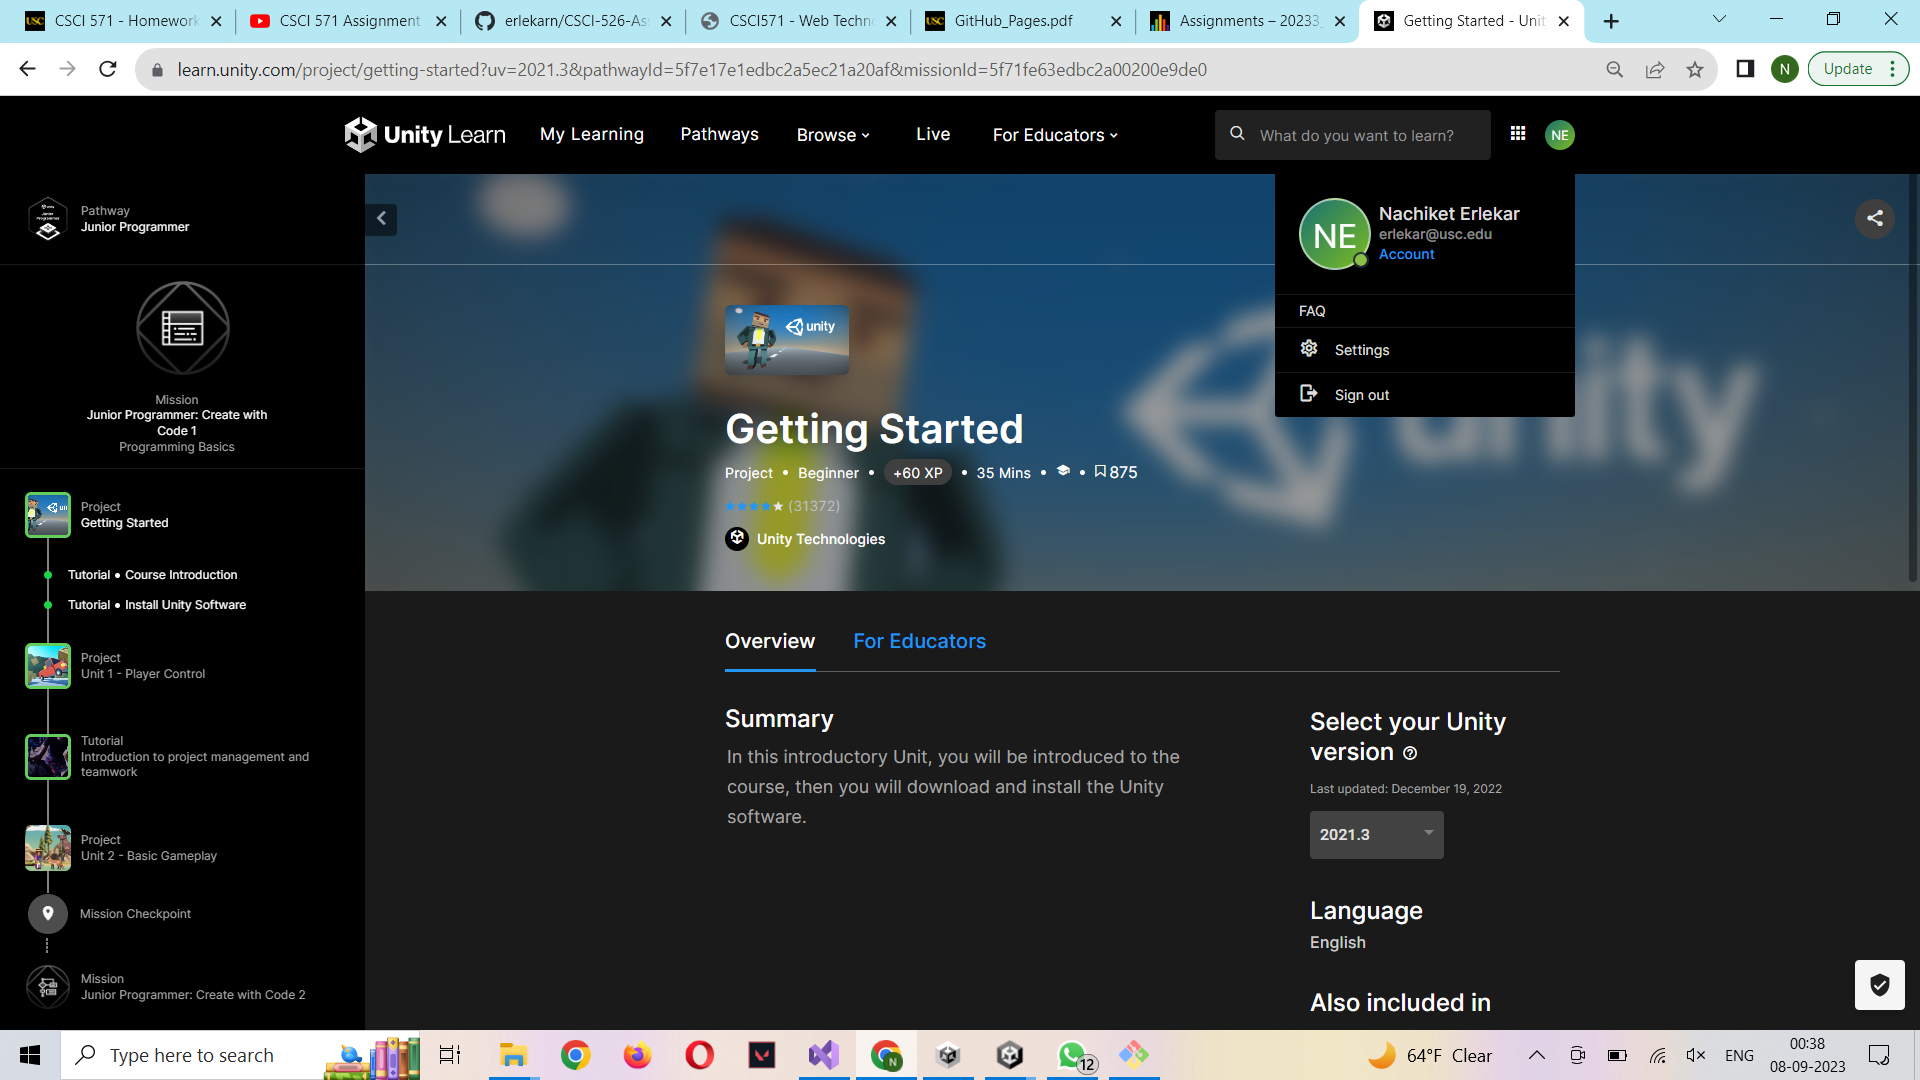 CSCI 571 - Homework
CSCI 571 Assignment
erlekarn/CSCI-526-As
CSCI571 - Web Techn
GitHub_Pages.pdf
Assignments – 20233
Getting Started - Unit
learn.unity.com/project/getting-started?uv=2021.3&pathwayId=5f7e17e1edbc2a5ec21a20af&missionId=5f71fe63edbc2a00200e9de0
N
Update
Unity Learn
My Learning
Pathways
Browse
Live
For Educators
What do you want to learn?
NE
Pathway
Junior Programmer
Mission
Junior Programmer: Create with
Code 1
Programming Basics
Project
Getting Started
Tutorial • Course Introduction
Tutorial • Install Unity Software
Project
Unit 1 - Player Control
Tutorial
Introduction to project management and
teamwork
Project
Unit 2 - Basic Gameplay
Mission Checkpoint
Mission
Junior Programmer: Create with Code 2
NE
Nachiket Erlekar
erlekar@usc.edu
Account
FAQ
Settings
Sign out
unity
unity
Getting Started
Project • Beginner • +60 XP • 35 Mins • • 875
(31372)
Unity Technologies
Overview
For Educators
Summary
In this introductory Unit, you will be introduced to the
course, then you will download and install the Unity
software.
Select your Unity
version
Last updated: December 19, 2022
2021.3
Language
English
Also included in
Type here to search
N
12
64°F Clear
ENG
00:38
08-09-2023